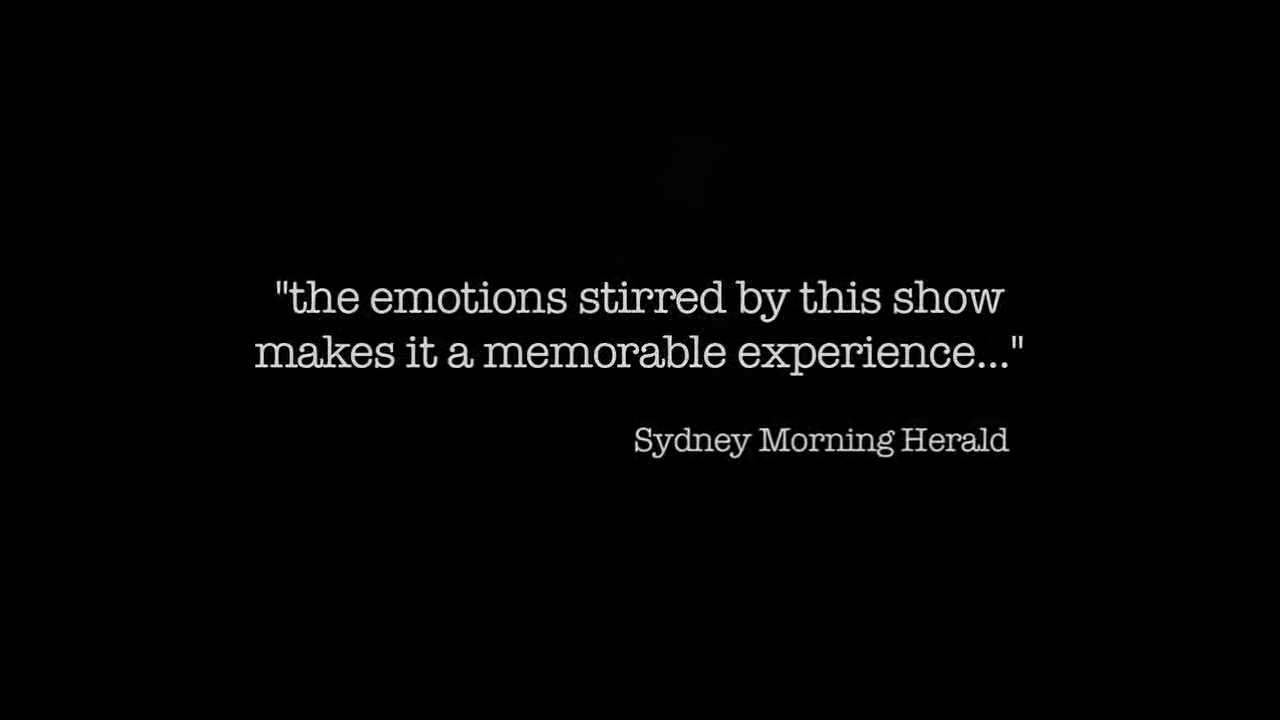 "the emotions stirred by this show
makes it a memorable experience..."
Sydney Morning Herald